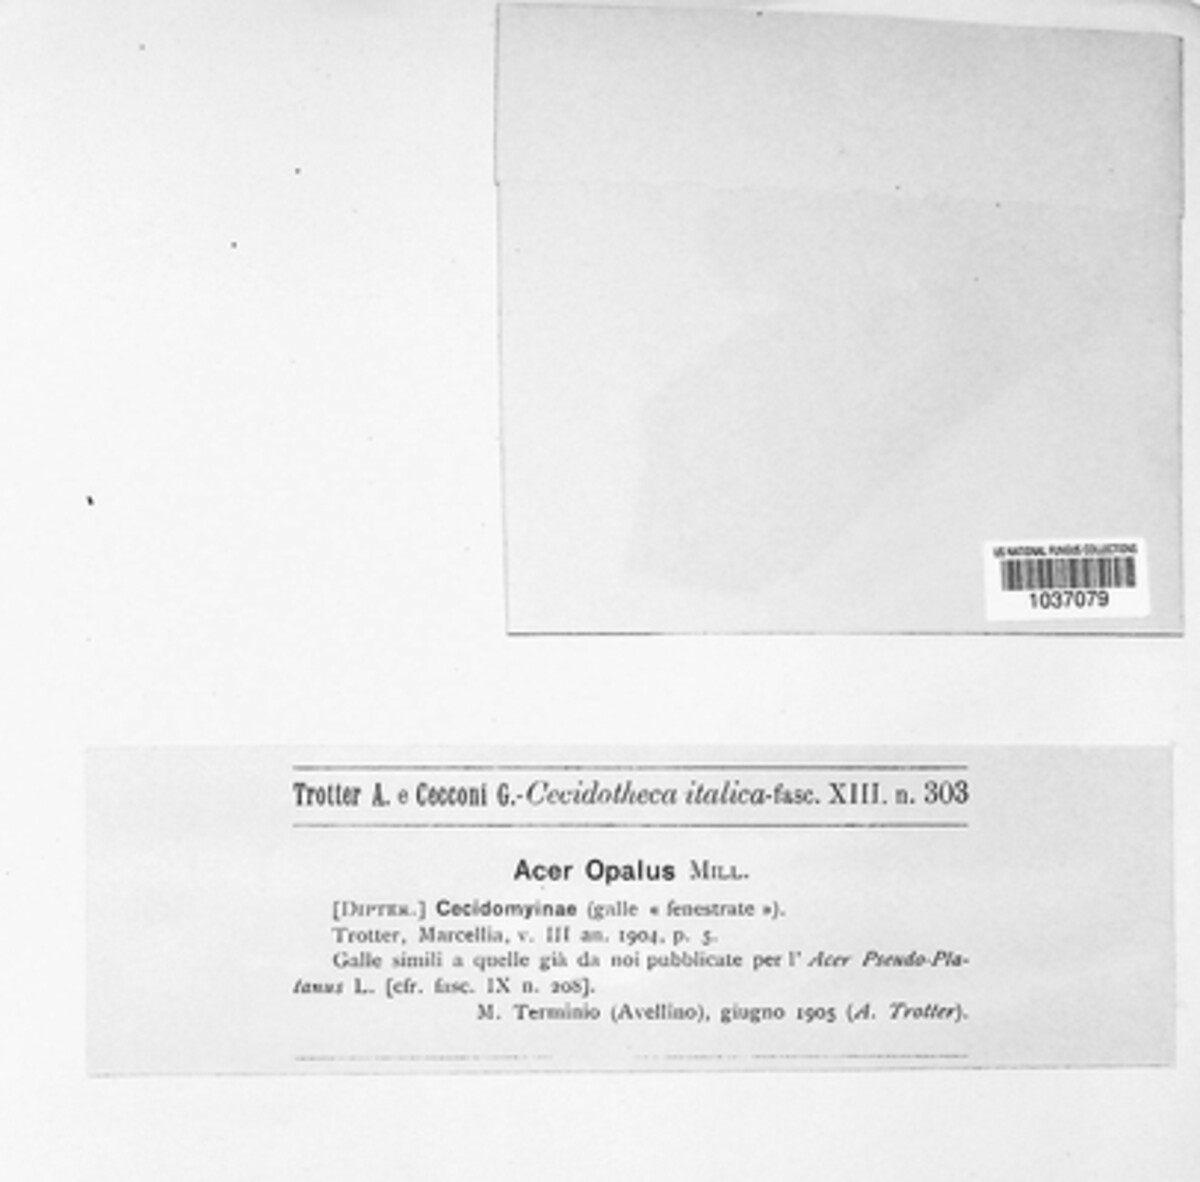 US NATIONAL FUNGUS COLLECTIONS
1037079
Trotter A. e Cecconi G.-Cecidotheca italica-fasc. XIII. n. 303
Acer Opalus MILL.
[DIPTER.] Cecidomyinae (galle « fenestrate »).
Trotter, Marcellia, v. III an. 1904, p. 5.
Galle simili a quelle già da noi pubblicate per l' Acer Pseudo-Pla-
tanus L. [cfr. fasc. IX n. 208].
M. Terminio (Avellino), giugno 1905 (A. Trotter).